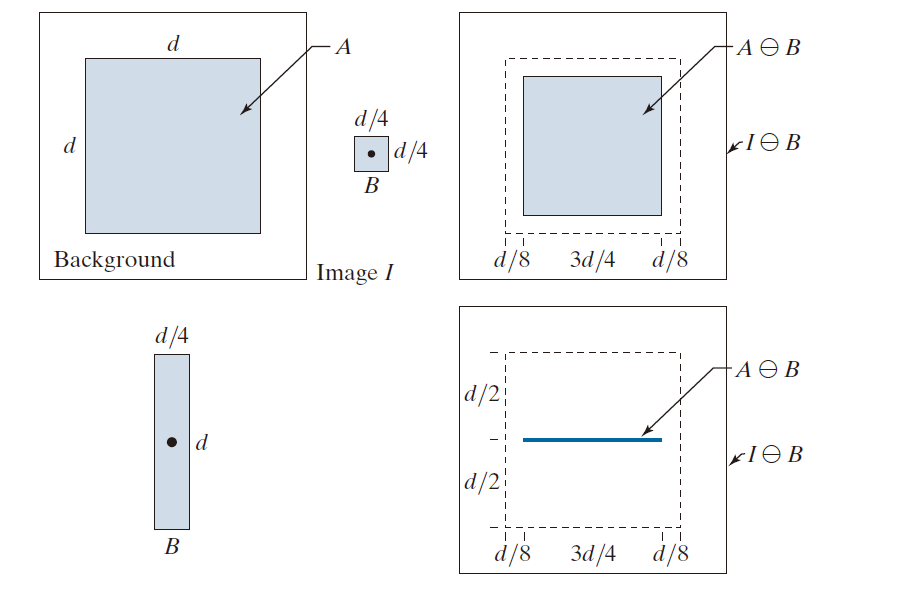 d
A
d
d/4
d/4
B
Background
Image I
A ⊖ B
I ⊖ B
d/8 3d/4 d/8
d/4
d
B
A ⊖ B
d/2
I ⊖ B
d/2
d/8 3d/4 d/8